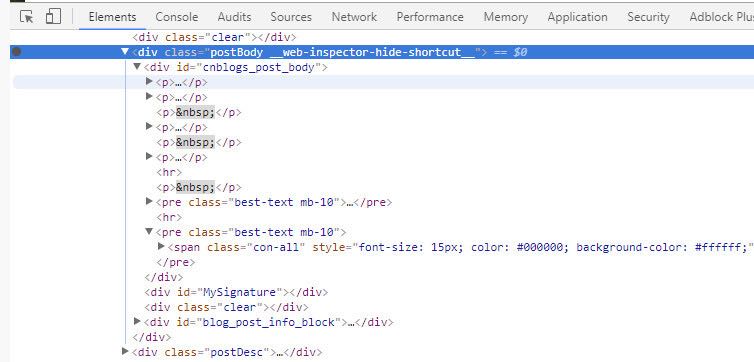 Elements Console Audits Sources Network Performance Memory Application Security Adblock Plu
<div class="clear"></div>
▼<div class="postBody __web-inspector-hide-shortcut__"> == $0
▼<div id="cnblogs_post_body">
▶<p>…</p>
▶<p>…</p>
<p>&nbsp;</p>
▶<p>…</p>
<p>&nbsp;</p>
▶<p>…</p>
<hr>
<p>&nbsp;</p>
▶<pre class="best-text mb-10">…</pre>
<hr>
▼<pre class="best-text mb-10">
▶<span class="con-all" style="font-size: 15px; color: #000000; background-color: #ffffff;"
</pre>
</div>
<div id="MySignature"></div>
<div class="clear"></div>
▶<div id="blog_post_info_block">…</div>
</div>
▶<div class="postDesc">…</div>